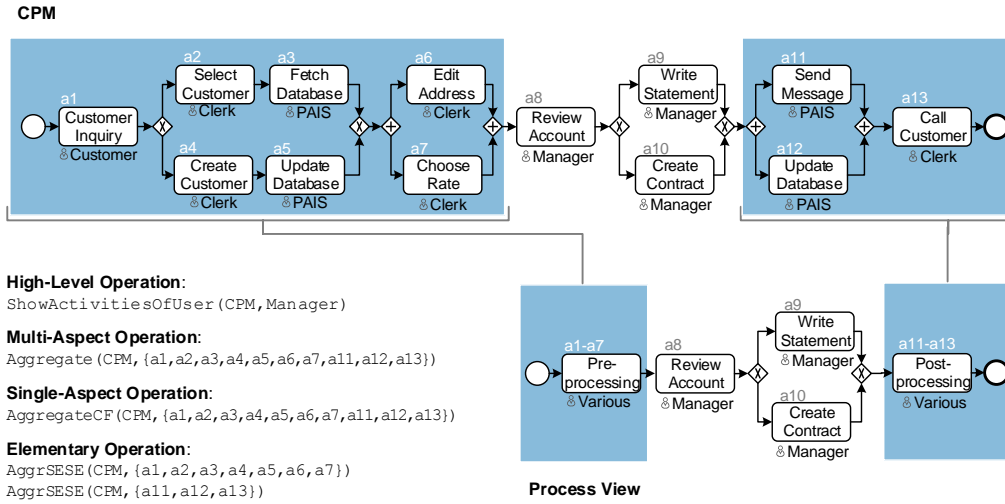 CPM
a1
Customer
Inquiry
Customer
a2
Select
Customer
Clerk
a3
Fetch
Database
PAIS
a4
Create
Customer
Clerk
a5
Update
Database
PAIS
a6
Edit
Address
Clerk
a7
Choose
Rate
Clerk
a8
Review
Account
Manager
a9
Write
Statement
Manager
a10
Create
Contract
Manager
a11
Send
Message
PAIS
a12
Update
Database
PAIS
a13
Call
Customer
Clerk
High-Level Operation:
ShowActivitiesOfUser(CPM,Manager)
Multi-Aspect Operation:
Aggregate(CPM,{a1,a2,a3,a4,a5,a6,a7,a11,a12,a13})
Single-Aspect Operation:
AggregateCF(CPM,{a1,a2,a3,a4,a5,a6,a7,a11,a12,a13})
Elementary Operation:
AggrSESE(CPM,{a1,a2,a3,a4,a5,a6,a7})
AggrSESE(CPM,{a11,a12,a13})
a1-a7
Pre-
processing
Various
a8
Review
Account
Manager
a9
Write
Statement
Manager
a10
Create
Contract
Manager
a11-a13
Post-
processing
Various
Process View